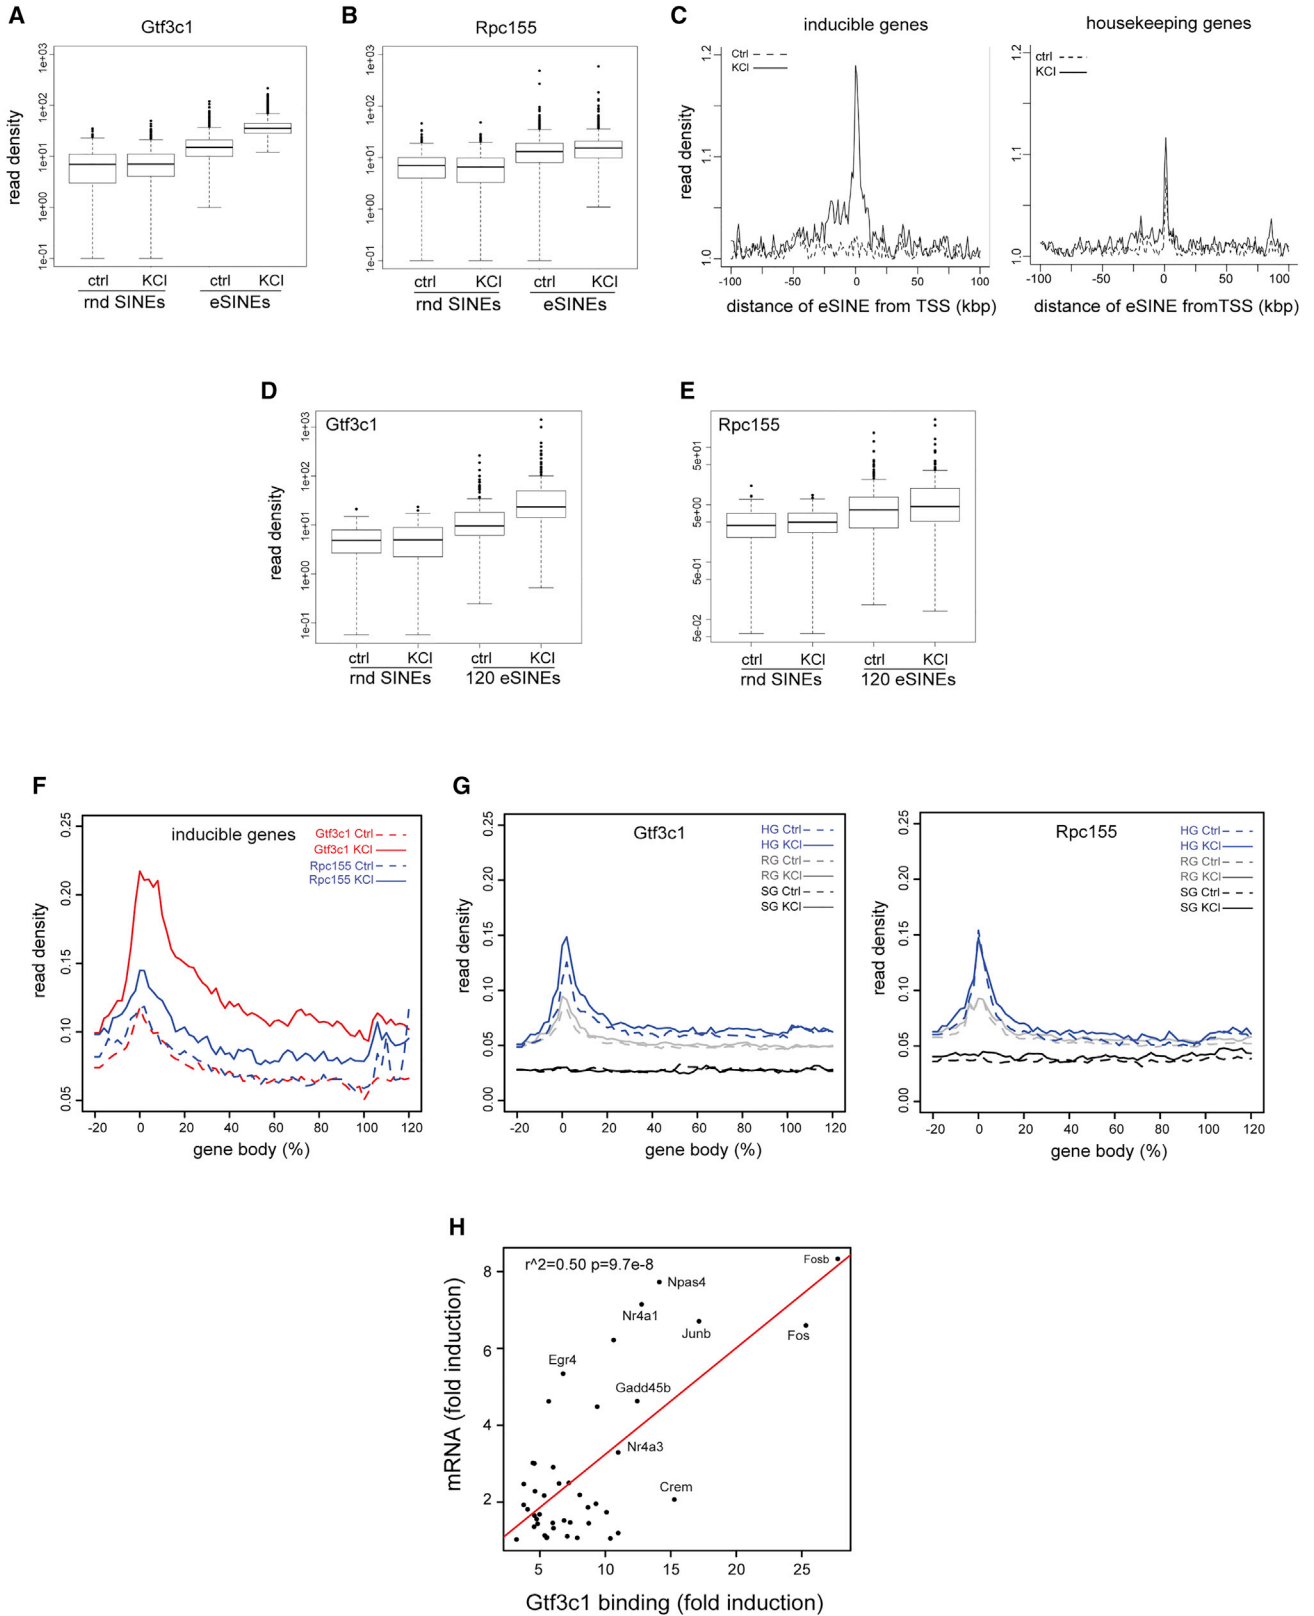 A
Gtf3c1
read density
1e+03
1e+02
1e+01
1e+00
1e-01
ctrl KCl ctrl KCl
rnd SINEs eSINEs
B
Rpc155
1e+03
1e+02
1e+01
1e+00
1e-01
ctrl KCl ctrl KCl
rnd SINEs eSINEs
C
inducible genes
Ctrl
KCl
read density
1.2
1.1
1.0
-100 -50 0 50 100
distance of eSINE from TSS (kbp)
housekeeping genes
ctrl
KCl
1.2
1.1
1.0
-100 -50 0 50 100
distance of eSINE fromTSS (kbp)
D
Gtf3c1
read density
1e+03
1e+02
1e+01
1e+00
1e-01
ctrl KCl ctrl KCl
rnd SINEs 120 eSINEs
E
Rpc155
5e+01
5e+00
5e-01
5e-02
ctrl KCl ctrl KCl
rnd SINEs 120 eSINEs
F
inducible genes
Gtf3c1 Ctrl
Gtf3c1 KCl
Rpc155 Ctrl
Rpc155 KCl
read density
0.25
0.20
0.15
0.10
0.05
-20 0 20 40 60 80 100 120
gene body (%)
G
Gtf3c1
HG Ctrl
HG KCl
RG Ctrl
RG KCl
SG Ctrl
SG KCl
read density
0.25
0.20
0.15
0.10
0.05
0.00
-20 0 20 40 60 80 100 120
gene body (%)
Rpc155
HG Ctrl
HG KCl
RG Ctrl
RG KCl
SG Ctrl
SG KCl
read density
0.25
0.20
0.15
0.10
0.05
0.00
-20 0 20 40 60 80 100 120
gene body (%)
H
r^2=0.50 p=9.7e-8
Fosb
Npas4
Nr4a1
Junb
Fos
Egr4
Gadd45b
Nr4a3
Crem
mRNA (fold induction)
8
6
4
2
5 10 15 20 25
Gtf3c1 binding (fold induction)